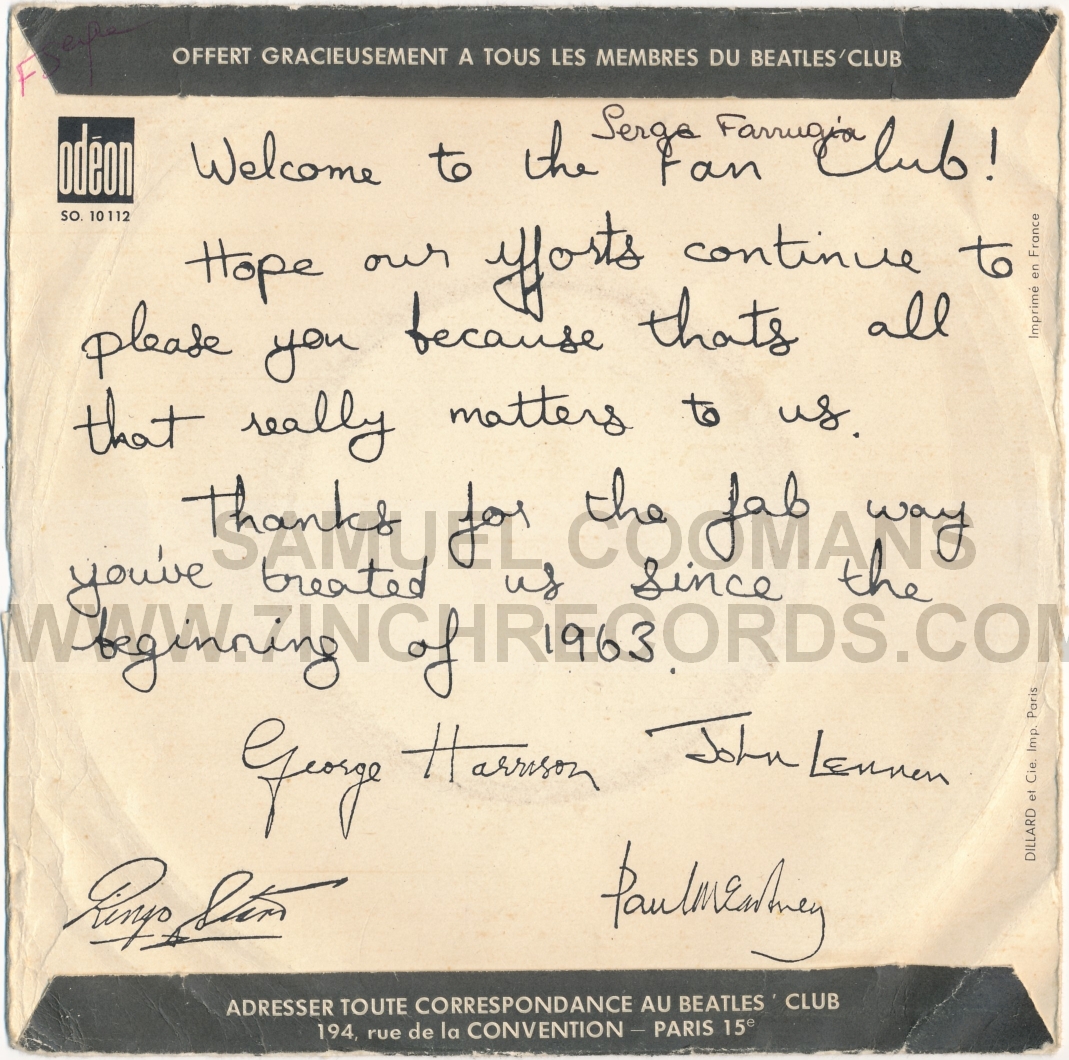 F Serge
OFFERT GRACIEUSEMENT A TOUS LES MEMBRES DU BEATLES'CLUB
odéon
SO. 10112
Serge Farrugia
Welcome to the Fan Club!
Hope our efforts continue to
please you because thats all
that really matters to us.
Thanks for the fab way
you've treated us since the
beginning of 1963.
SAMUEL COOMANS
WWW.7INCHRECORDS.COM
George Harrison John Lennon
Ringo Starr Paul McCartney
Imprimé en France
DILLARD et Cie. Imp. Paris
ADRESSER TOUTE CORRESPONDANCE AU BEATLES ' CLUB
194, rue de la CONVENTION — PARIS 15e